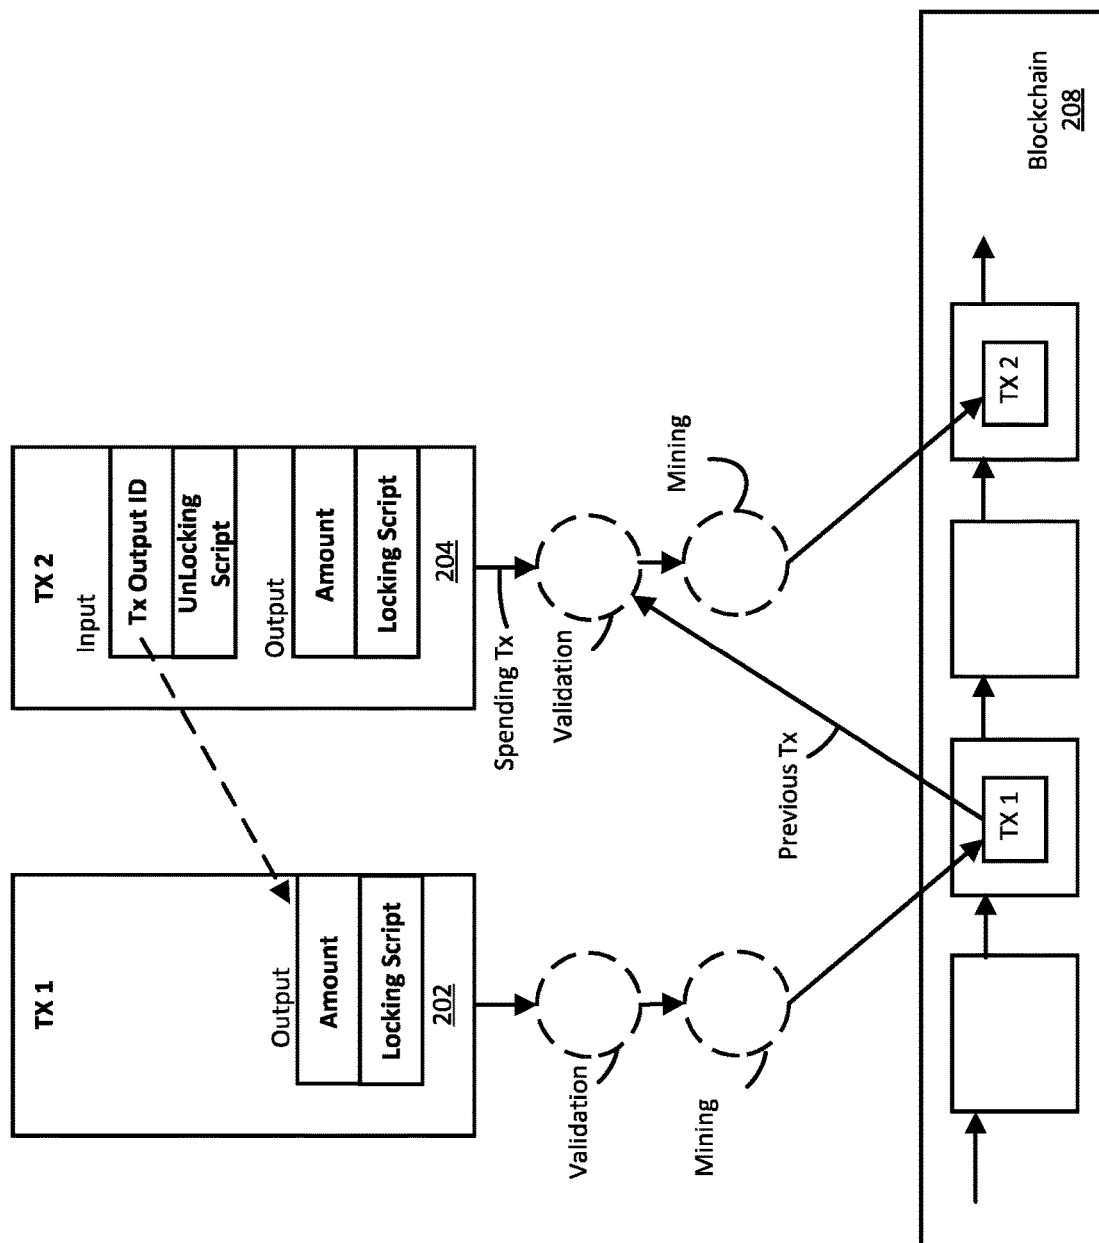 TX 1
Output
Amount
Locking Script
202
TX 2
Input
Tx Output ID
UnLocking
Script
Output
Amount
Locking Script
204
Validation
Mining
Spending Tx
Validation
Mining
Previous Tx
TX 1
TX 2
Blockchain
208